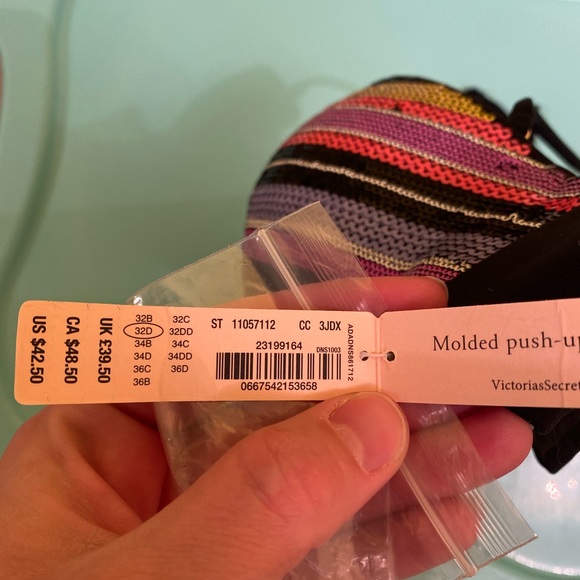 US $42.50
CA $48.50
UK £39.50
32B 32C
32D 32DD
34B 34C
34D 34DD
36C 36D
36B
ST 11057112 CC 3JDX
23199164
DNS1003
0667542153658
ADADNS861712
Molded push-up
VictoriasSecret